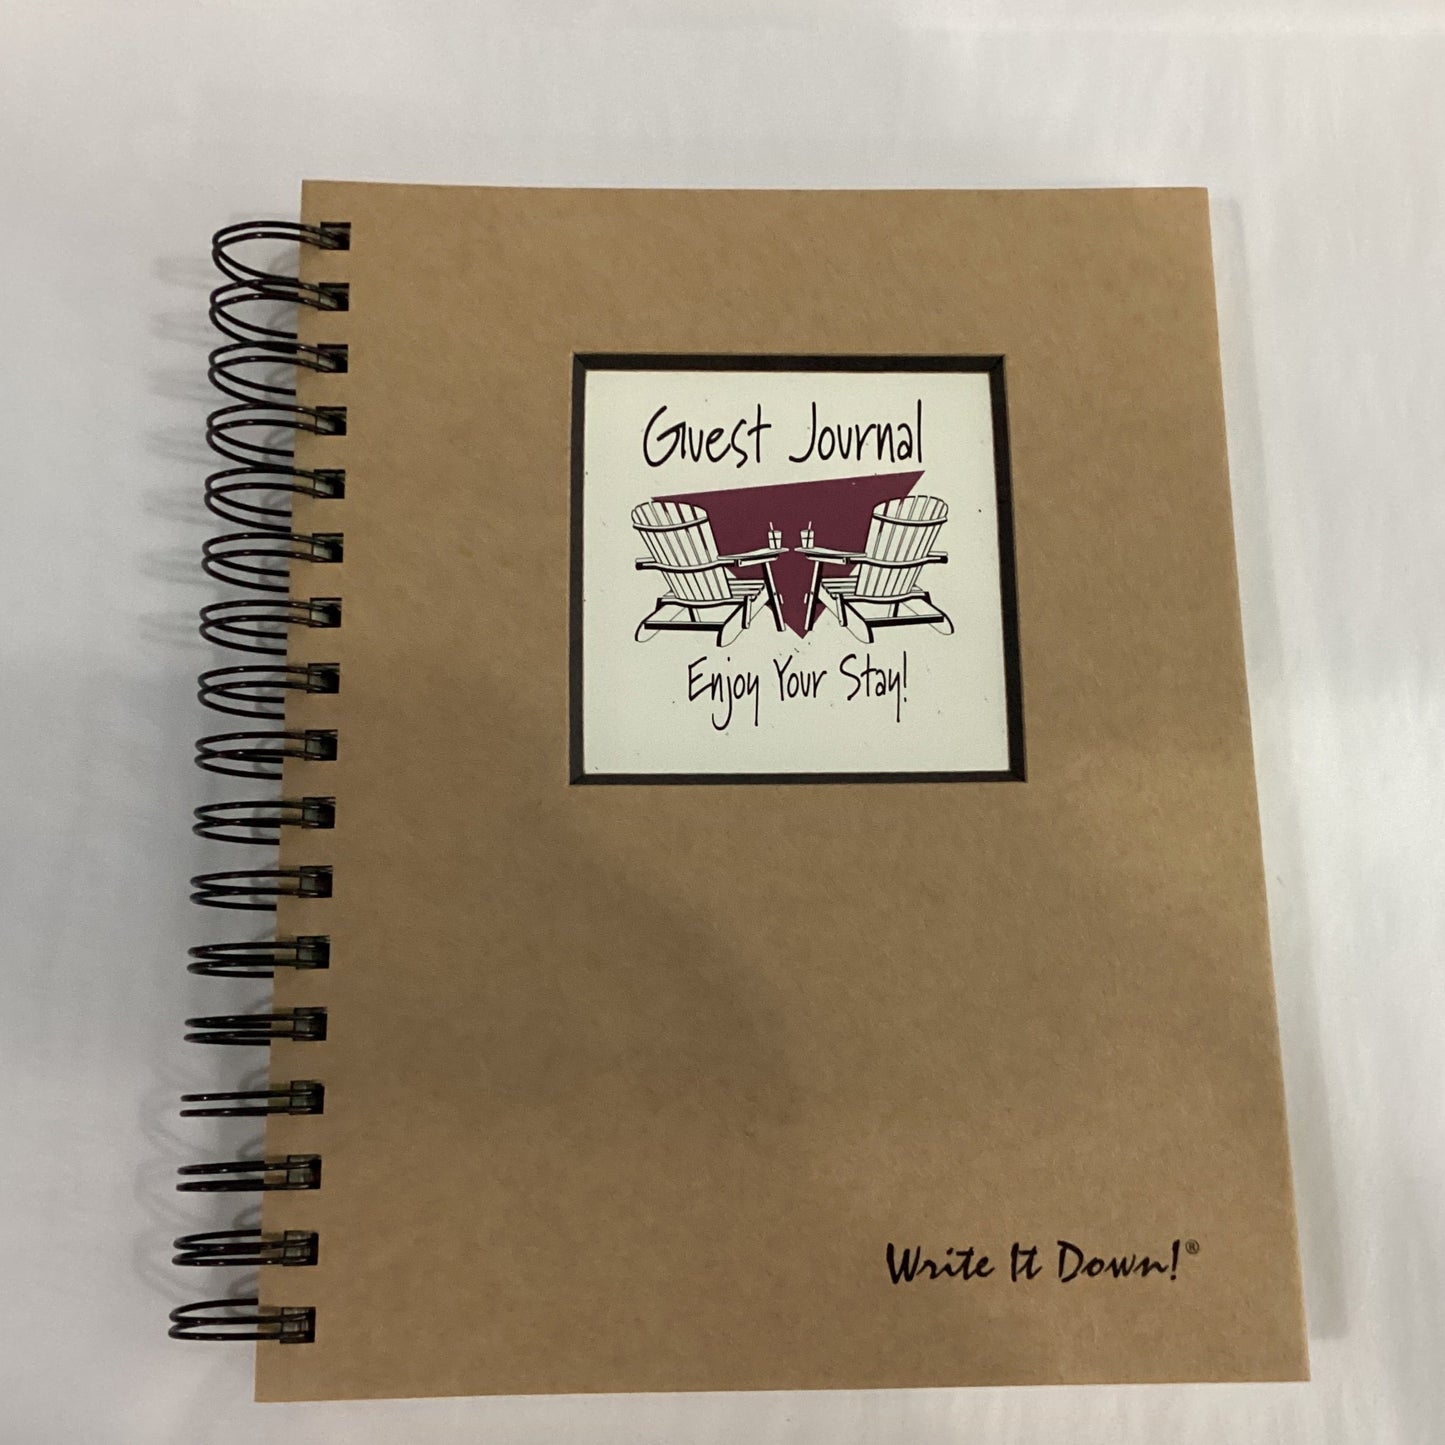 Guest Journal
Enjoy Your Stay!
Write It Down!®